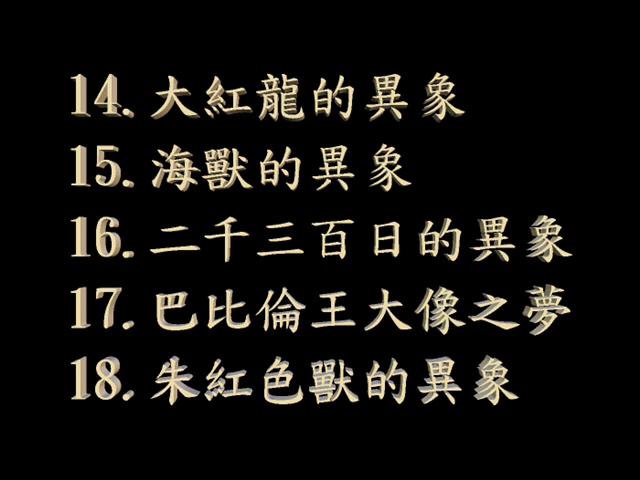 14.大紅龍的異象
15.海獸的異象
16.二千三百日的異象
17.巴比倫王大像之夢
18.朱紅色獸的異象